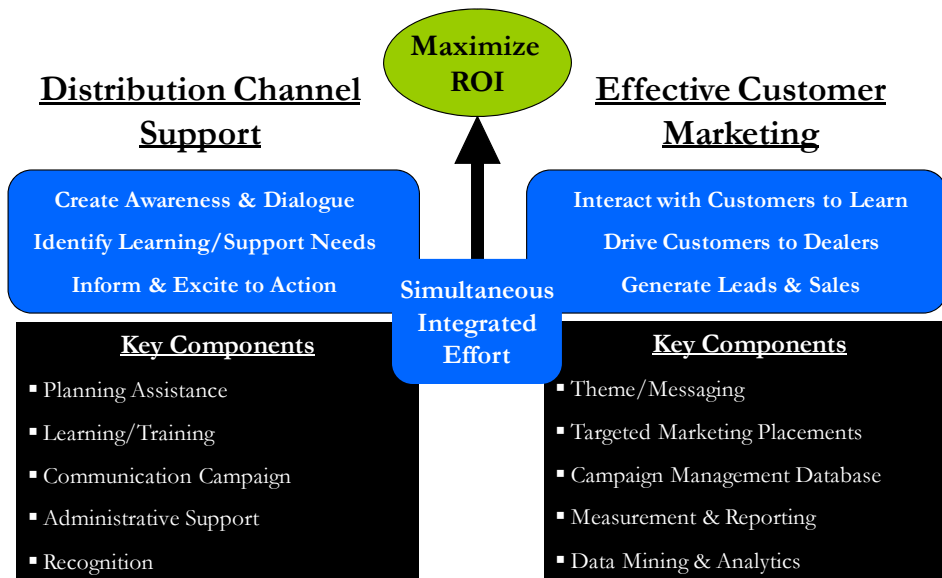 Maximize
ROI
Distribution Channel
Support
Create Awareness & Dialogue
Identify Learning/Support Needs
Inform & Excite to Action
Key Components
▪ Planning Assistance
▪ Learning/Training
▪ Communication Campaign
▪ Administrative Support
▪ Recognition
Simultaneous
Integrated
Effort
Effective Customer
Marketing
Interact with Customers to Learn
Drive Customers to Dealers
Generate Leads & Sales
Key Components
▪ Theme/Messaging
▪ Targeted Marketing Placements
▪ Campaign Management Database
▪ Measurement & Reporting
▪ Data Mining & Analytics